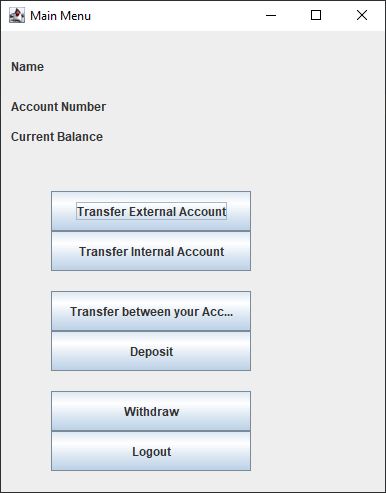 Main Menu
Name
Account Number
Current Balance
Transfer External Account
Transfer Internal Account
Transfer between your Acc...
Deposit
Withdraw
Logout